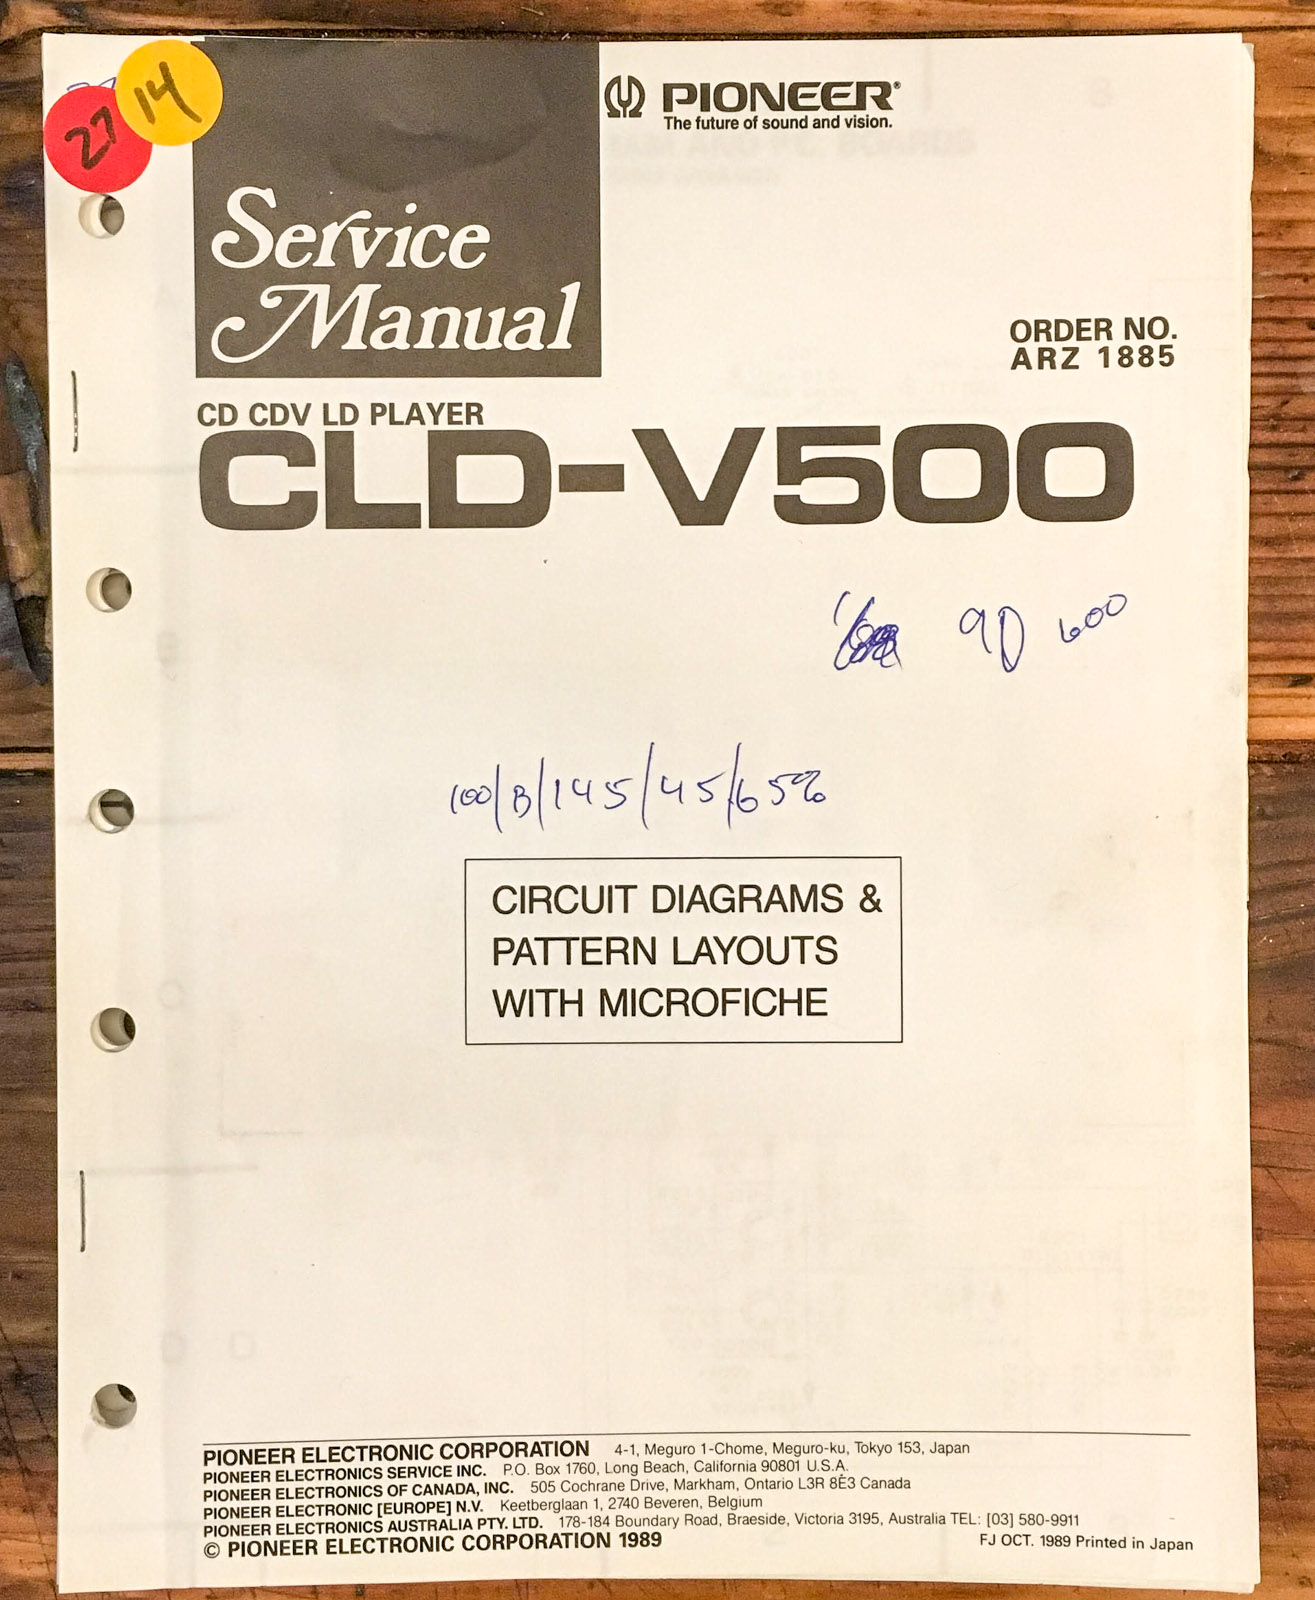 27
14
PIONEER®
The future of sound and vision.
Service
Manual
ORDER NO.
ARZ 1885
CD CDV LD PLAYER
CLD-V500
90 600
100/B/145/45/65%
CIRCUIT DIAGRAMS &
PATTERN LAYOUTS
WITH MICROFICHE
PIONEER ELECTRONIC CORPORATION 4-1, Meguro 1-Chome, Meguro-ku, Tokyo 153, Japan
PIONEER ELECTRONICS SERVICE INC. P.O. Box 1760, Long Beach, California 90801 U.S.A.
PIONEER ELECTRONICS OF CANADA, INC. 505 Cochrane Drive, Markham, Ontario L3R 8E3 Canada
PIONEER ELECTRONIC [EUROPE] N.V. Keetberglaan 1, 2740 Beveren, Belgium
PIONEER ELECTRONICS AUSTRALIA PTY. LTD. 178-184 Boundary Road, Braeside, Victoria 3195, Australia TEL: [03] 580-9911
© PIONEER ELECTRONIC CORPORATION 1989
FJ OCT. 1989 Printed in Japan